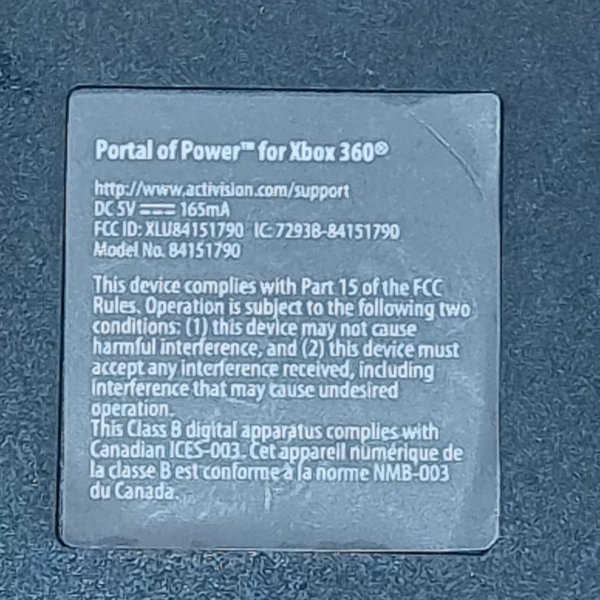 Portal of Power™ for Xbox 360®
http://www.activision.com/support
DC 5V ⎓ 165mA
FCC ID: XLU84151790 IC: 7293B-84151790
Model No. 84151790
This device complies with Part 15 of the FCC
Rules. Operation is subject to the following two
conditions: (1) this device may not cause
harmful interference, and (2) this device must
accept any interference received, including
interference that may cause undesired
operation.
This Class B digital apparatus complies with
Canadian ICES-003. Cet appareil numérique de
la classe B est conforme à la norme NMB-003
du Canada.